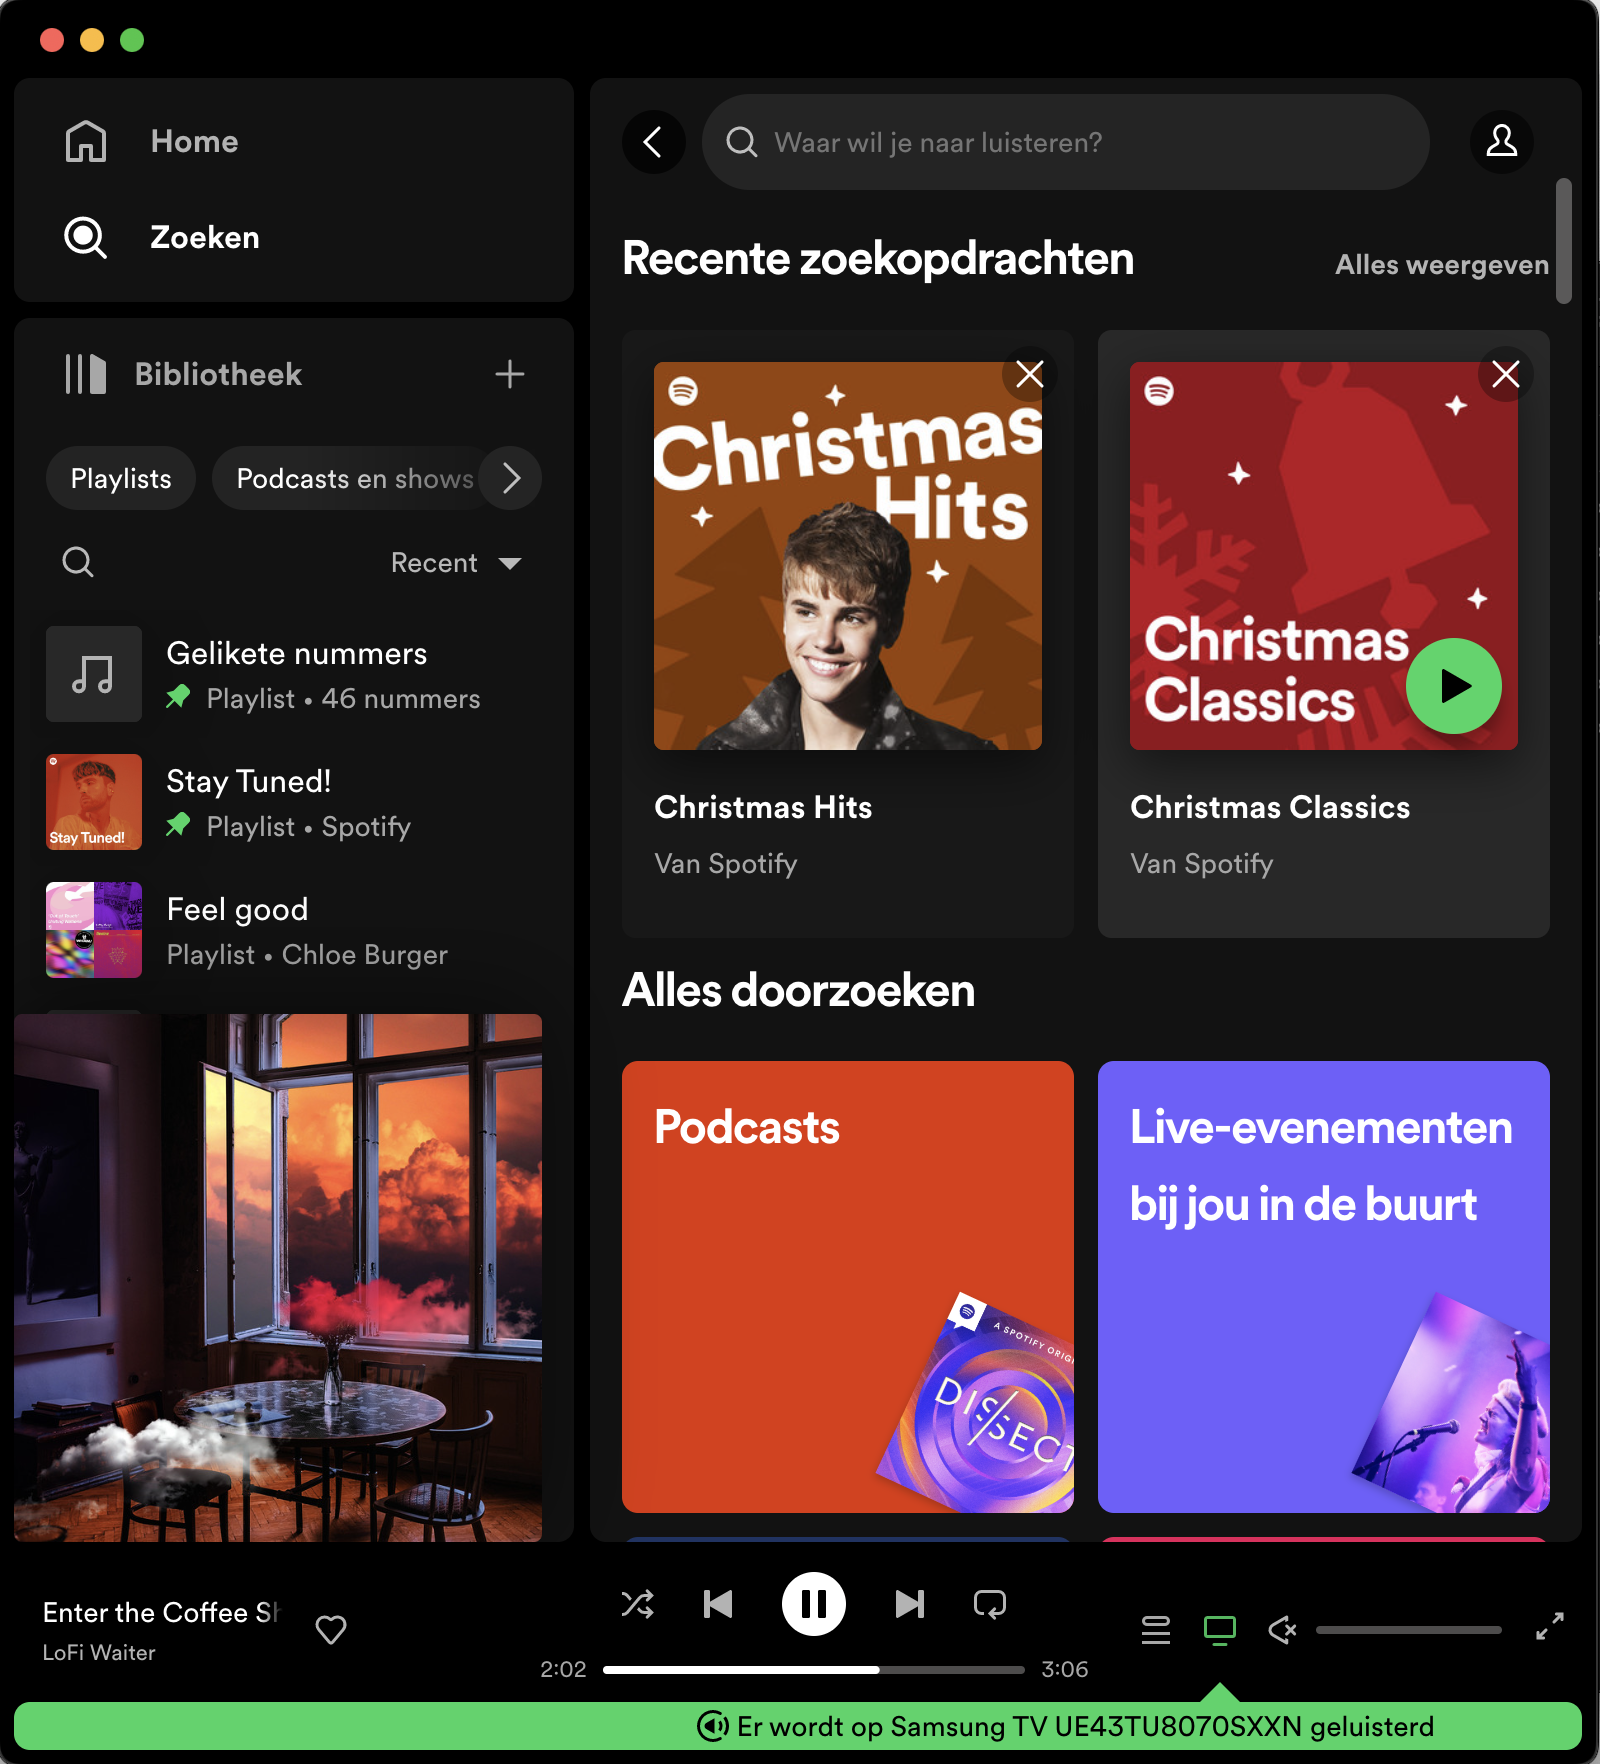 Home
Zoeken
Bibliotheek
Playlists
Podcasts en shows
Recent
Gelikete nummers
Playlist • 46 nummers
Stay Tuned!
Stay Tuned!
Playlist • Spotify
Feel good
Playlist • Chloe Burger
Waar wil je naar luisteren?
Recente zoekopdrachten
Alles weergeven
Christmas
Hits
Christmas Hits
Van Spotify
Christmas
Classics
Christmas Classics
Van Spotify
Alles doorzoeken
Podcasts
A SPOTIFY ORIGI
DISSECT
Live-evenementen
bij jou in de buurt
Enter the Coffee Sh
LoFi Waiter
2:02
3:06
Er wordt op Samsung TV UE43TU8070SXXN geluisterd